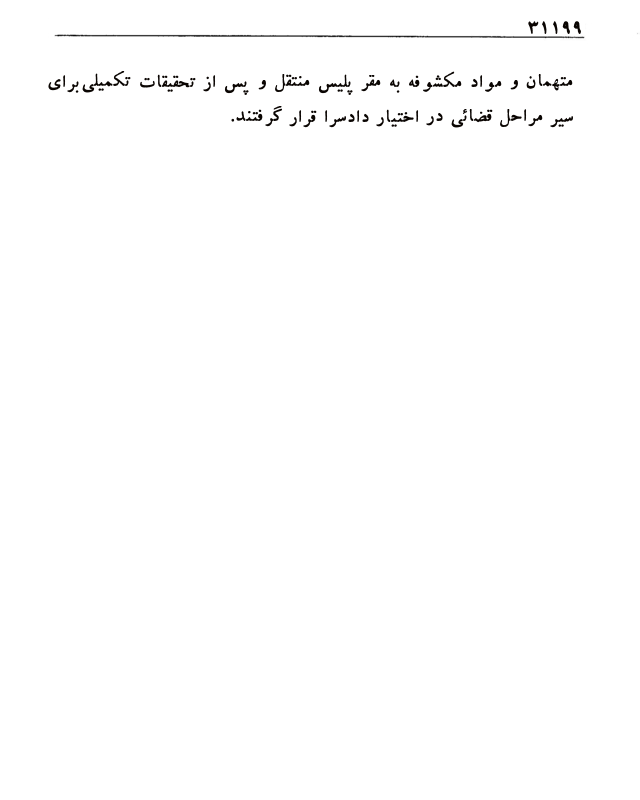 ۳۱۱۹۹
متهمان و مواد مکشوفه به مقر پلیس منتقل و پس از تحقیقات تکمیلی برای
سیر مراحل قضائی در اختیار دادسرا قرار گرفتند.